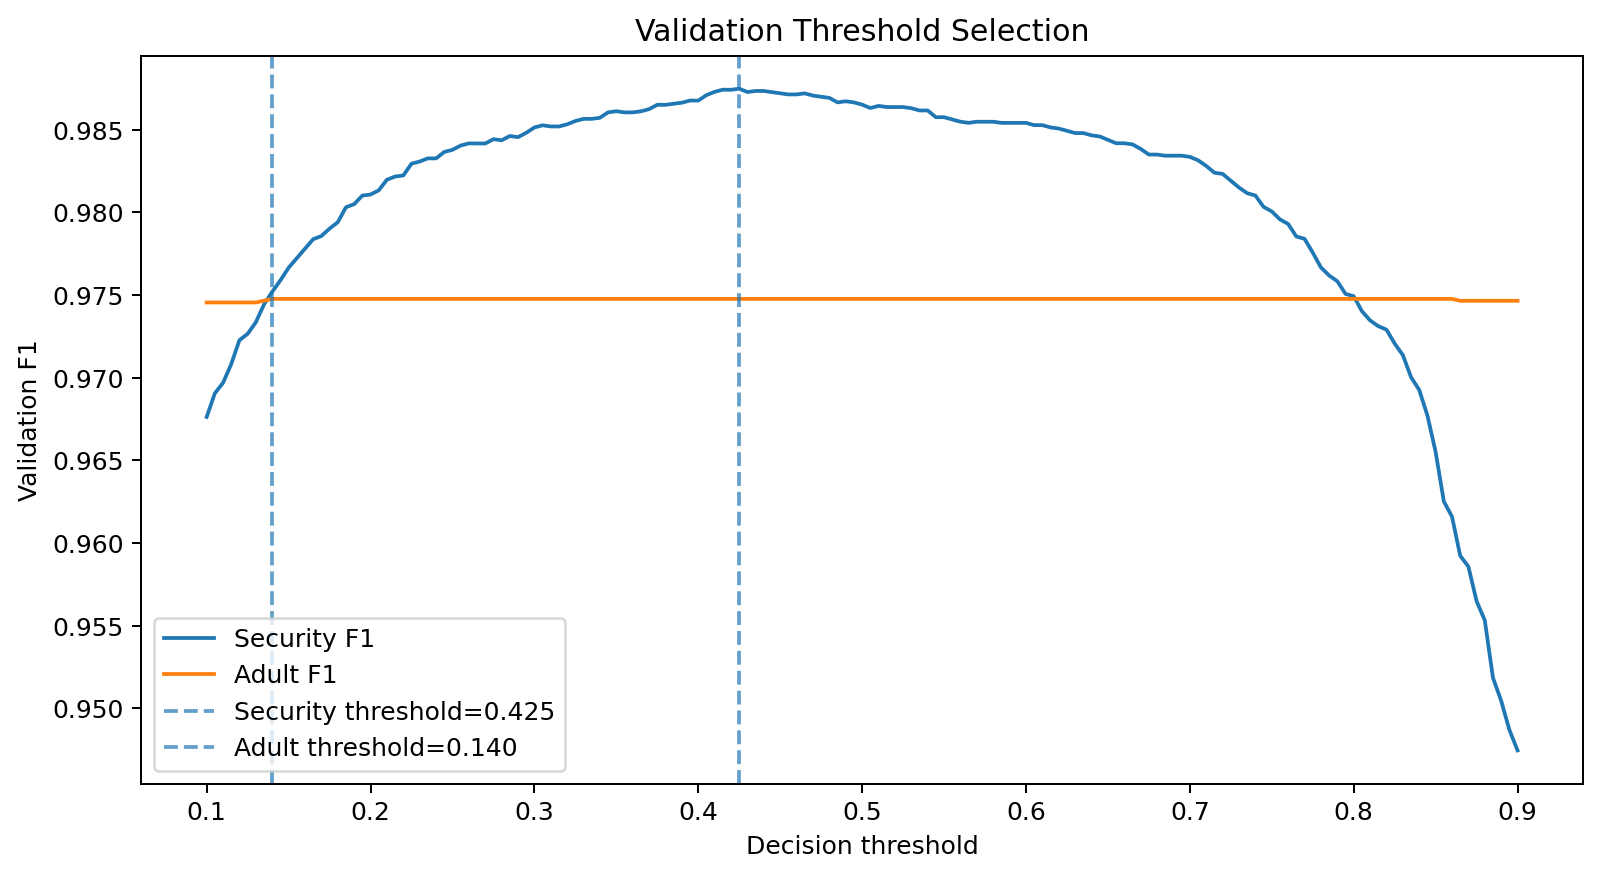 Validation Threshold Selection
Validation F1
0.985
0.980
0.975
0.970
0.965
0.960
0.955
0.950
Security F1
Adult F1
Security threshold=0.425
Adult threshold=0.140
0.1 0.2 0.3 0.4 0.5 0.6 0.7 0.8 0.9
Decision threshold